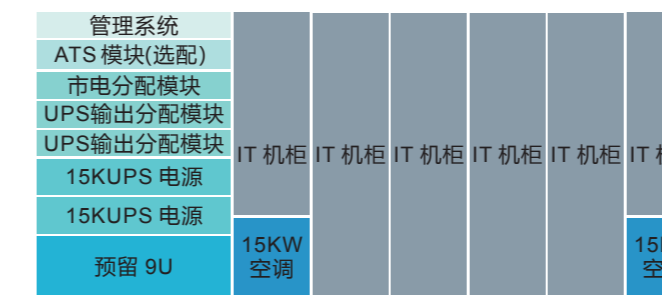 管理系统
ATS 模块(选配）
市电分配模块
UPS输出分配模块
UPS输出分配模块
15KUPS 电源
15KUPS 电源
预留 9U
IT 机柜
15KW
空调
IT 机柜
IT 机柜
IT 机柜
IT 机柜
IT
15
空